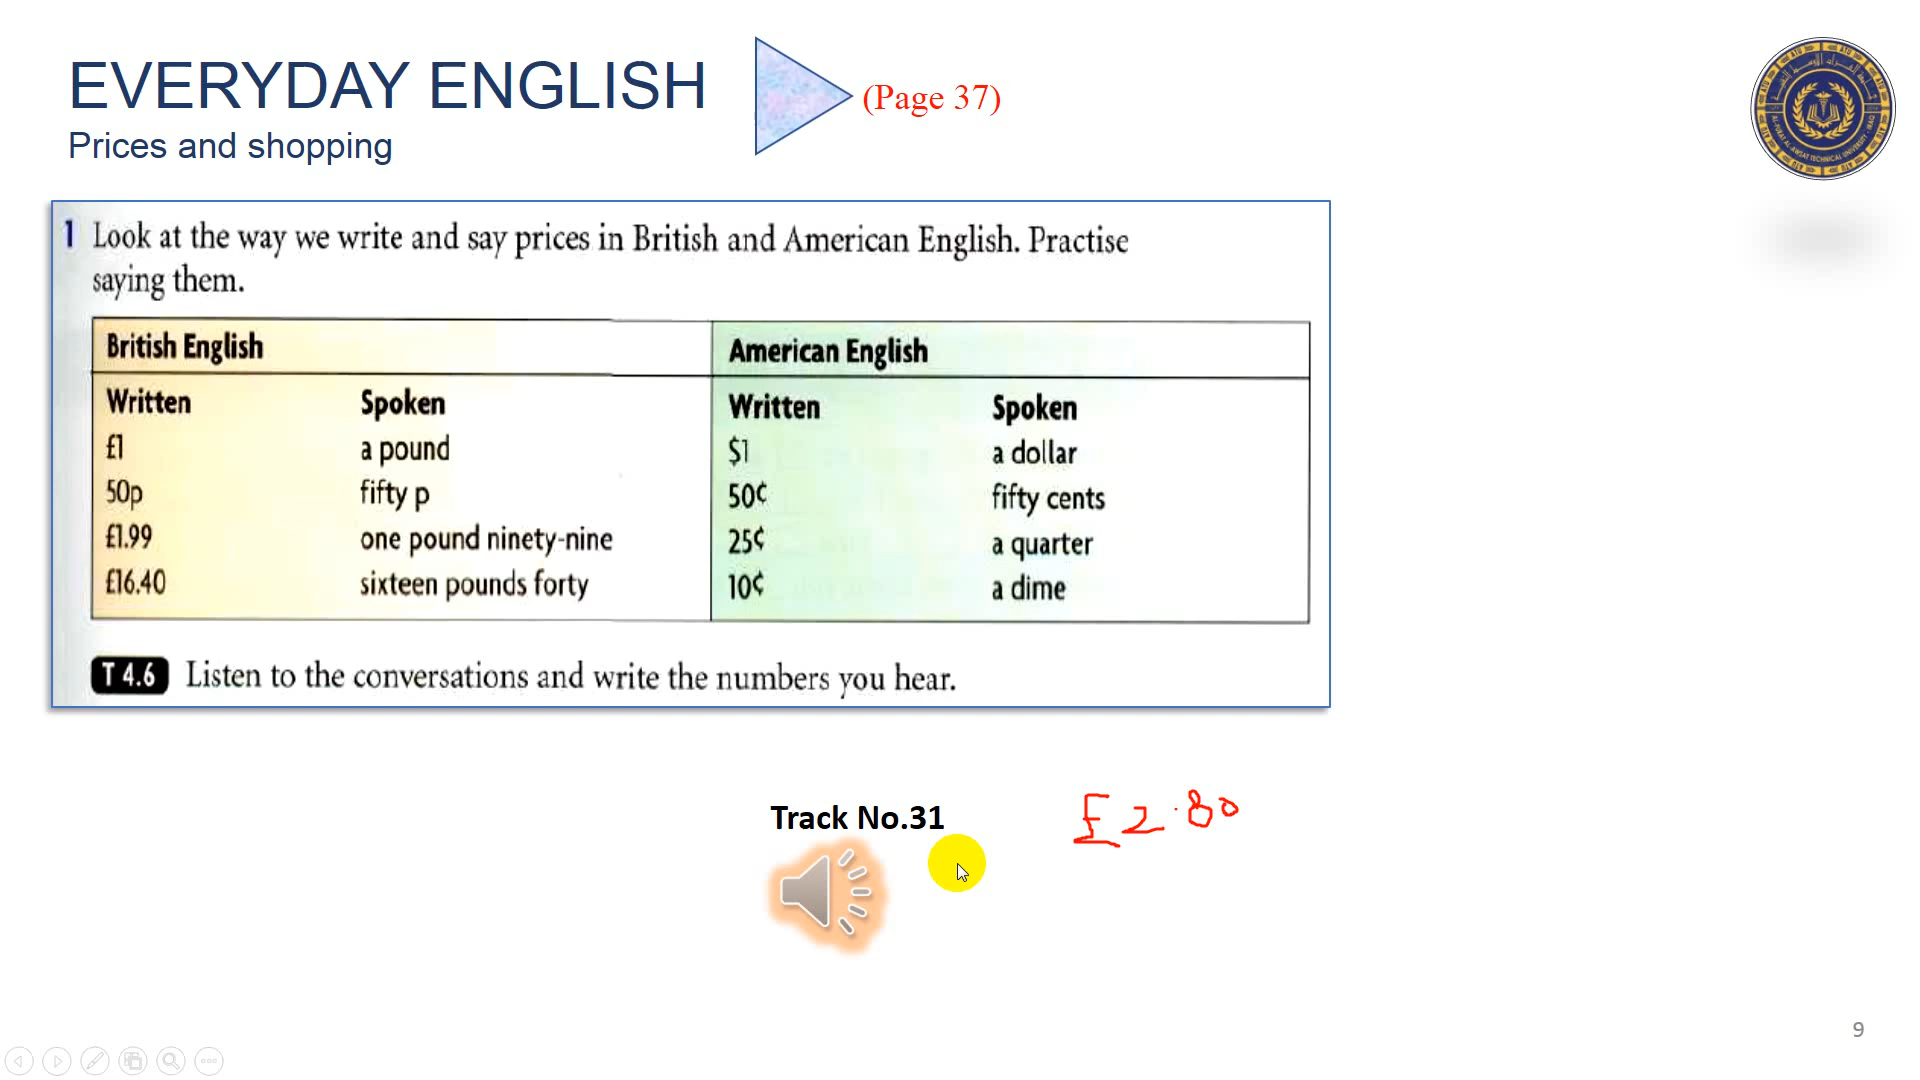 EVERYDAY ENGLISH
Prices and shopping
(Page 37)
1 Look at the way we write and say prices in British and American English. Practise
saying them.
British English American English
Written Spoken Written Spoken
£1 a pound $1 a dollar
50p fifty p 50¢ fifty cents
£1.99 one pound ninety-nine 25¢ a quarter
£16.40 sixteen pounds forty 10¢ a dime
T 4.6 Listen to the conversations and write the numbers you hear.
Track No.31
£2.80
9